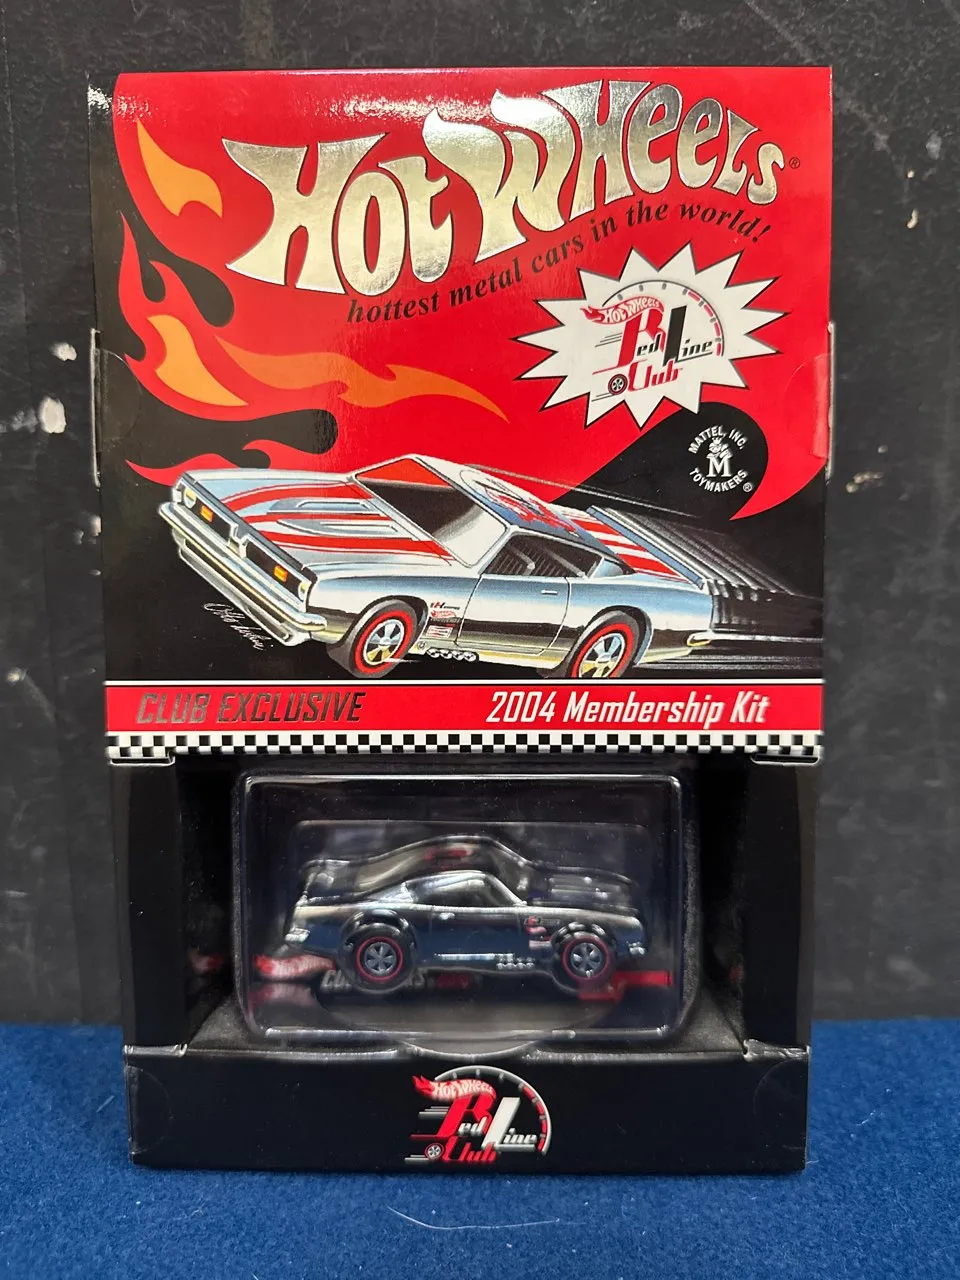 HOT WHEELS®
hottest metal cars in the world!
HOT WHEELS
Red Line
Club
MATTEL, INC.
M
TOYMAKERS®
CLUB EXCLUSIVE
2004 Membership Kit
HOT WHEELS
Red Line
Club